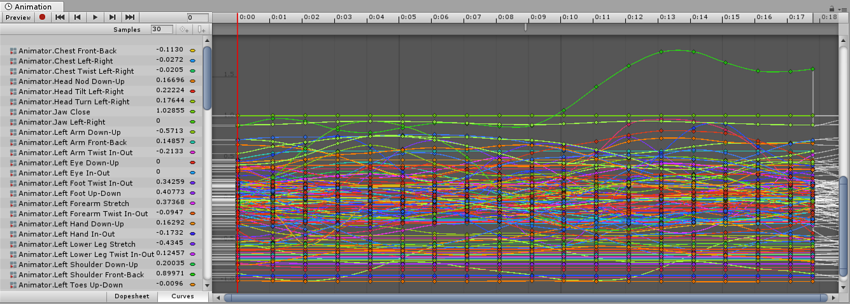 Animation
Preview 0 0:00 0:01 0:02 0:03 0:04 0:05 0:06 0:07 0:08 0:09 0:10 0:11 0:12 0:13 0:14 0:15 0:16 0:17 0:18
Samples 30
Animator.Chest Front-Back -0.1130
Animator.Chest Left-Right -0.0272
Animator.Chest Twist Left-Right -0.0205
Animator.Head Nod Down-Up 0.16696
Animator.Head Tilt Left-Right 0.22224
Animator.Head Turn Left-Right 0.17644
Animator.Jaw Close 1.02855
Animator.Jaw Left-Right 0
Animator.Left Arm Down-Up -0.5713
Animator.Left Arm Front-Back 0.14857
Animator.Left Arm Twist In-Out -0.2133
Animator.Left Eye Down-Up 0
Animator.Left Eye In-Out 0
Animator.Left Foot Twist In-Out 0.34259
Animator.Left Foot Up-Down 0.40773
Animator.Left Forearm Stretch 0.37368
Animator.Left Forearm Twist In-Out -0.0947
Animator.Left Hand Down-Up 0.16292
Animator.Left Hand In-Out -0.1732
Animator.Left Lower Leg Stretch -0.4345
Animator.Left Lower Leg Twist In-Out 0.12457
Animator.Left Shoulder Down-Up 0.20035
Animator.Left Shoulder Front-Back 0.89971
Animator.Left Toes Up-Down -0.0096
Dopesheet Curves